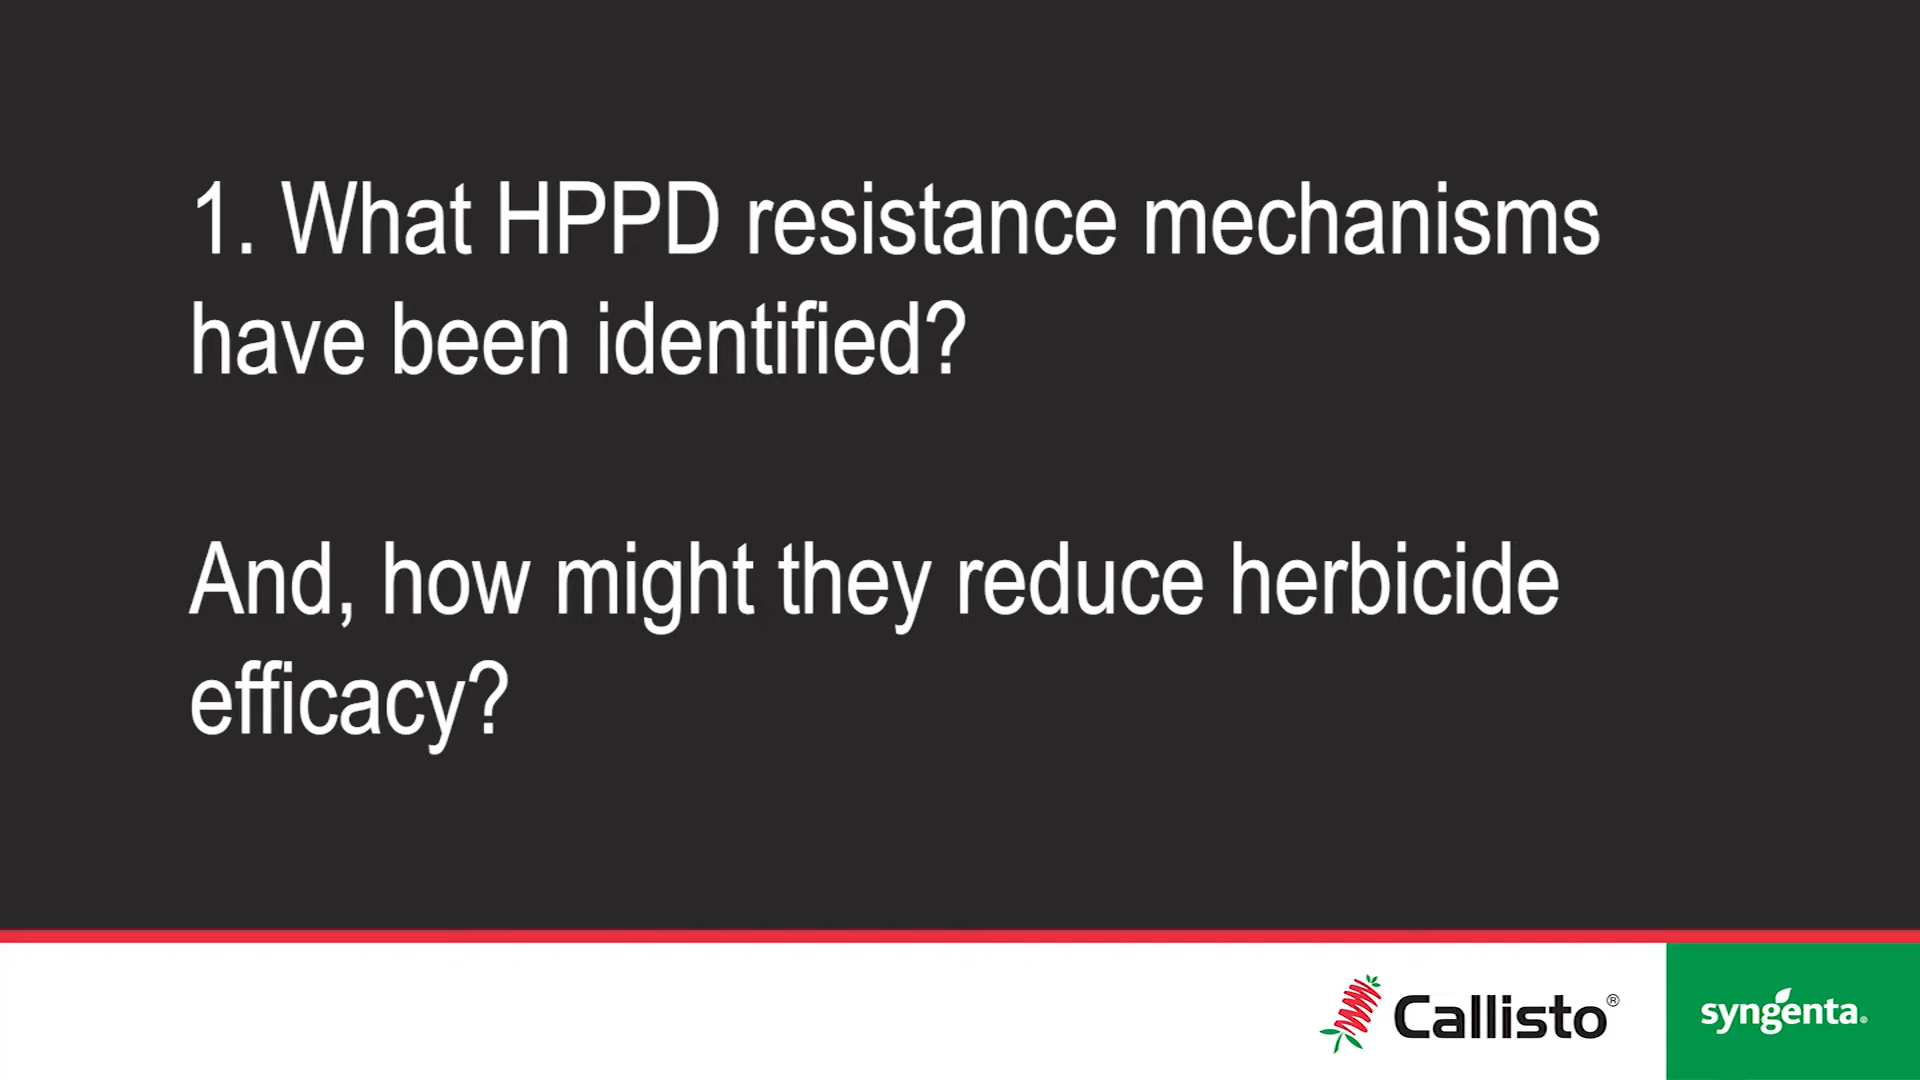 1. What HPPD resistance mechanisms
have been identified?
And, how might they reduce herbicide
efficacy?
Callisto®
syngenta®